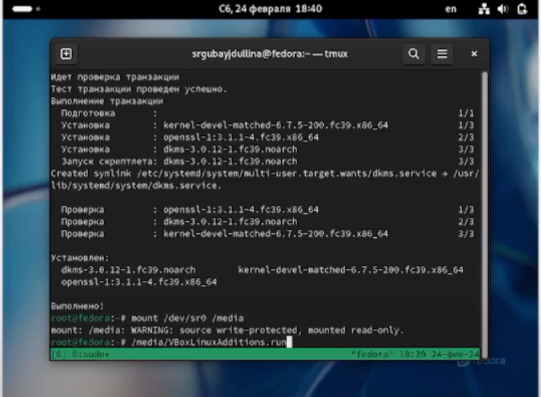 Сб, 24 февраля 18:40
en
srgubayjdullina@fedora:~ — tmux
Идет проверка транзакции
Тест транзакции проведен успешно.
Выполнение транзакции
Подготовка : 1/1
Установка : kernel-devel-matched-6.7.5-200.fc39.x86_64 1/3
Установка : openssl-1:3.1.1-4.fc39.x86_64 2/3
Установка : dkms-3.0.12-1.fc39.noarch 3/3
Запуск скриптлета: dkms-3.0.12-1.fc39.noarch 3/3
Created symlink /etc/systemd/system/multi-user.target.wants/dkms.service → /usr/
lib/systemd/system/dkms.service.
Проверка : openssl-1:3.1.1-4.fc39.x86_64 1/3
Проверка : dkms-3.0.12-1.fc39.noarch 2/3
Проверка : kernel-devel-matched-6.7.5-200.fc39.x86_64 3/3
Установлен:
dkms-3.0.12-1.fc39.noarch kernel-devel-matched-6.7.5-200.fc39.x86_64
openssl-1:3.1.1-4.fc39.x86_64
Выполнено!
root@fedora:~# mount /dev/sr0 /media
mount: /media: WARNING: source write-protected, mounted read-only.
root@fedora:~# /media/VBoxLinuxAdditions.run
[0] 0:sudo* "fedora" 18:39 24-фев-24
fedora